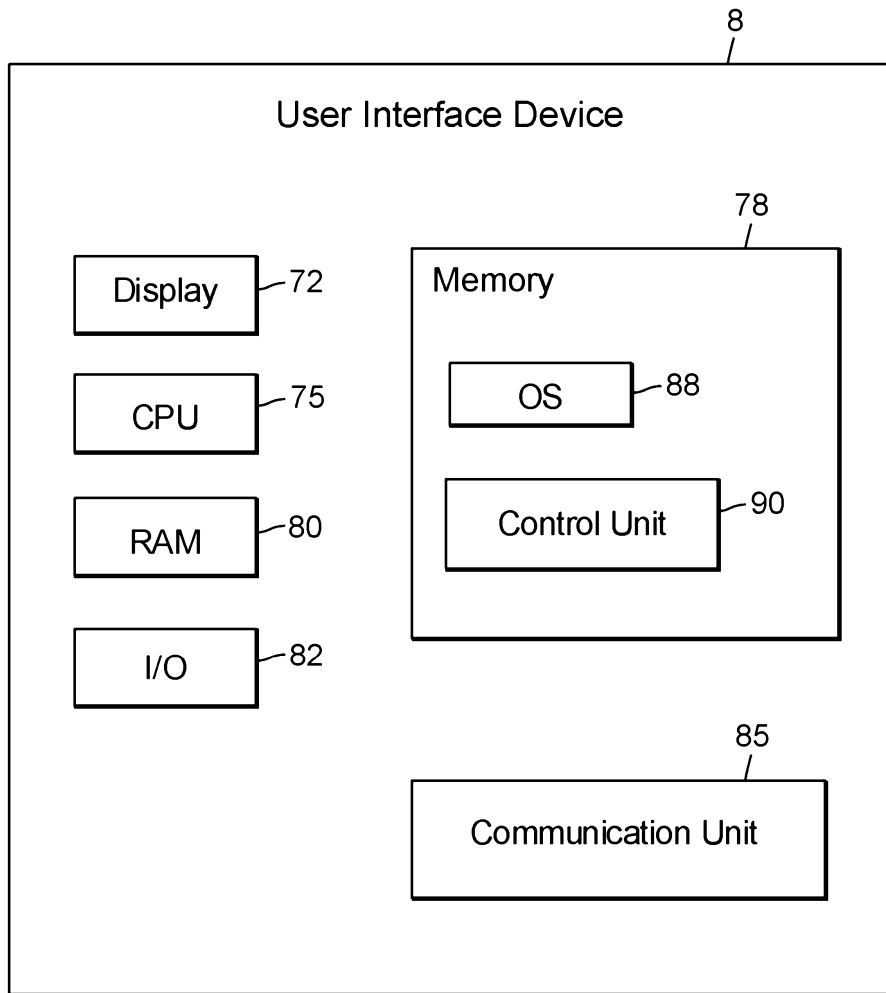 8
User Interface Device
78
Display
72
Memory
CPU
75
OS
88
RAM
80
Control Unit
90
I/O
82
85
Communication Unit